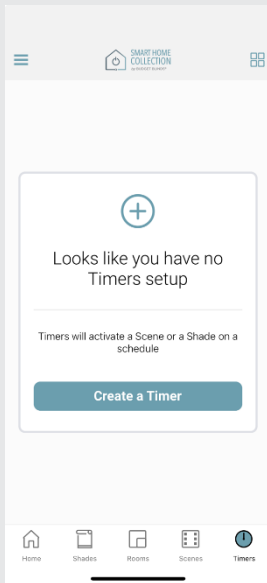 SMART HOME
COLLECTION
Looks like you have no
Timers setup
Timers will activate a Scene or a Shade on a
schedule
Create a Timer
Home
Shades
Rooms
Scenes
Timers